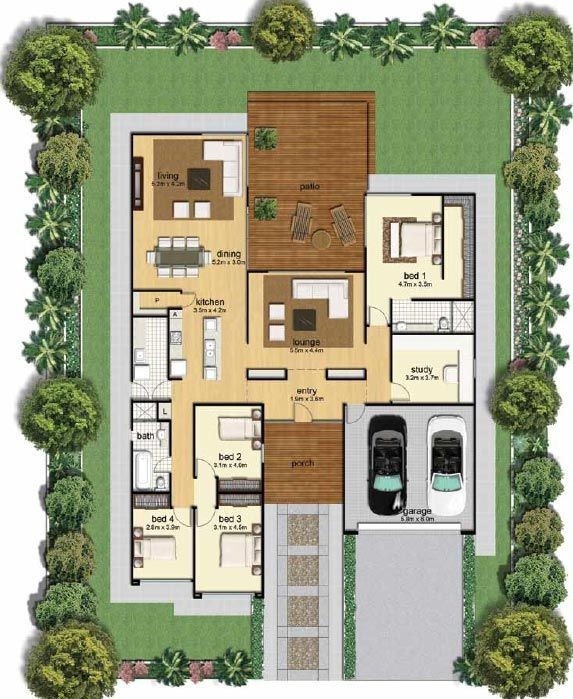 living
5.2m x 4.2m
patio
dining
5.2m x 3.0m
bed 1
4.7m x 3.5m
P
kitchen
3.5m x 4.2m
A
lounge
5.5m x 4.4m
study
3.2m x 3.7m
entry
1.9m x 3.6m
L
bath
bed 2
3.1m x 4.0m
porch
garage
5.8m x 6.0m
bed 4
2.8m x 3.9m
bed 3
3.1m x 4.5m